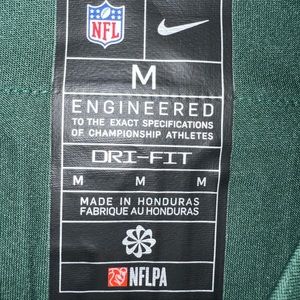 NFL
M
ENGINEERED
TO THE EXACT SPECIFICATIONS
OF CHAMPIONSHIP ATHLETES
DRI-FIT
M M M
MADE IN HONDURAS
FABRIQUE AU HONDURAS
NFLPA